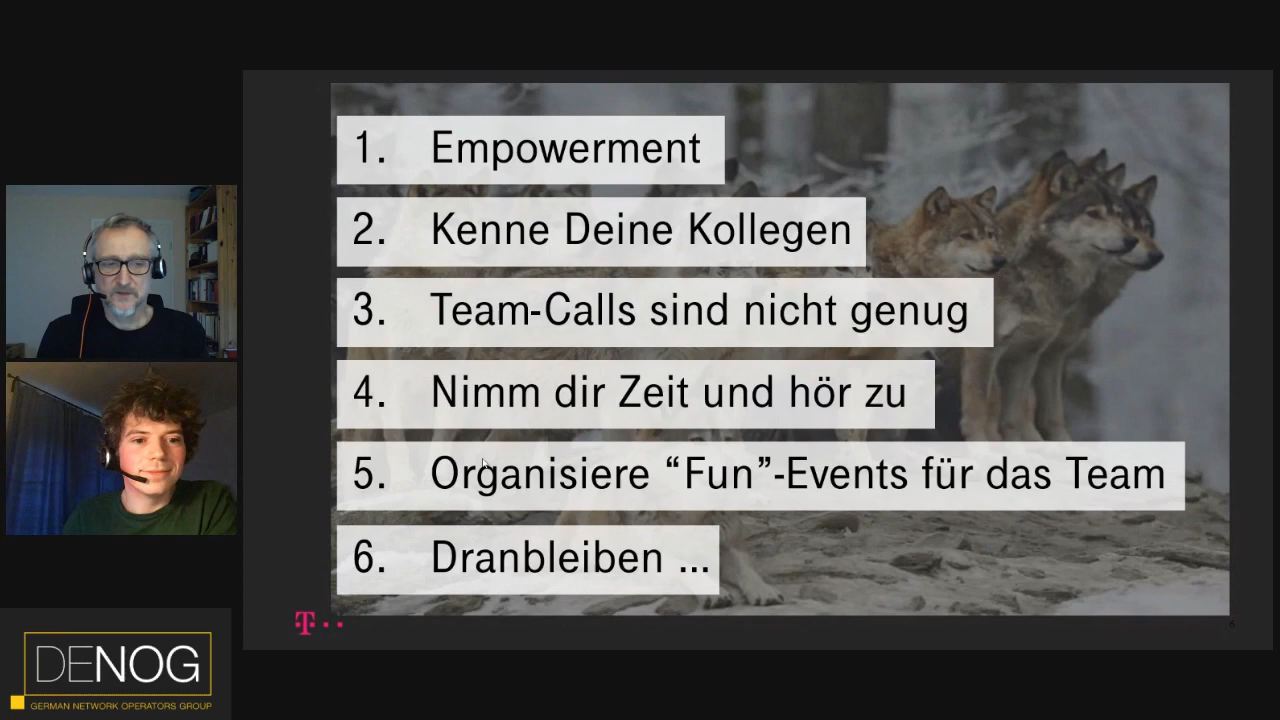 1. Empowerment
2. Kenne Deine Kollegen
3. Team-Calls sind nicht genug
4. Nimm dir Zeit und hör zu
5. Organisiere “Fun”-Events für das Team
6. Dranbleiben ...
T
6
DENOG
GERMAN NETWORK OPERATORS GROUP